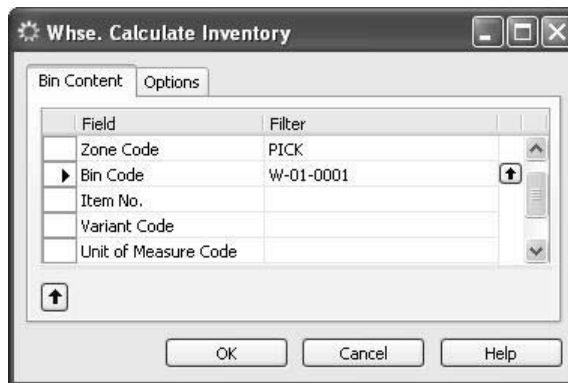 Whse. Calculate Inventory
Bin Content Options
Field Filter
Zone Code PICK
Bin Code W-01-0001
Item No.
Variant Code
Unit of Measure Code
OK Cancel Help